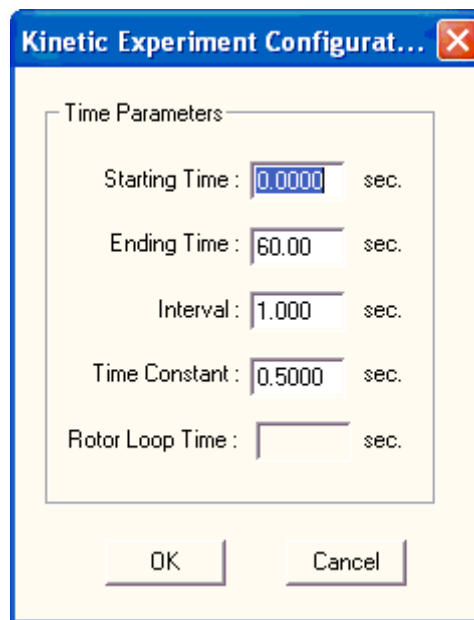 Kinetic Experiment Configurat...
Time Parameters
Starting Time : 0.0000 sec.
Ending Time : 60.00 sec.
Interval : 1.000 sec.
Time Constant : 0.5000 sec.
Rotor Loop Time : sec.
OK Cancel